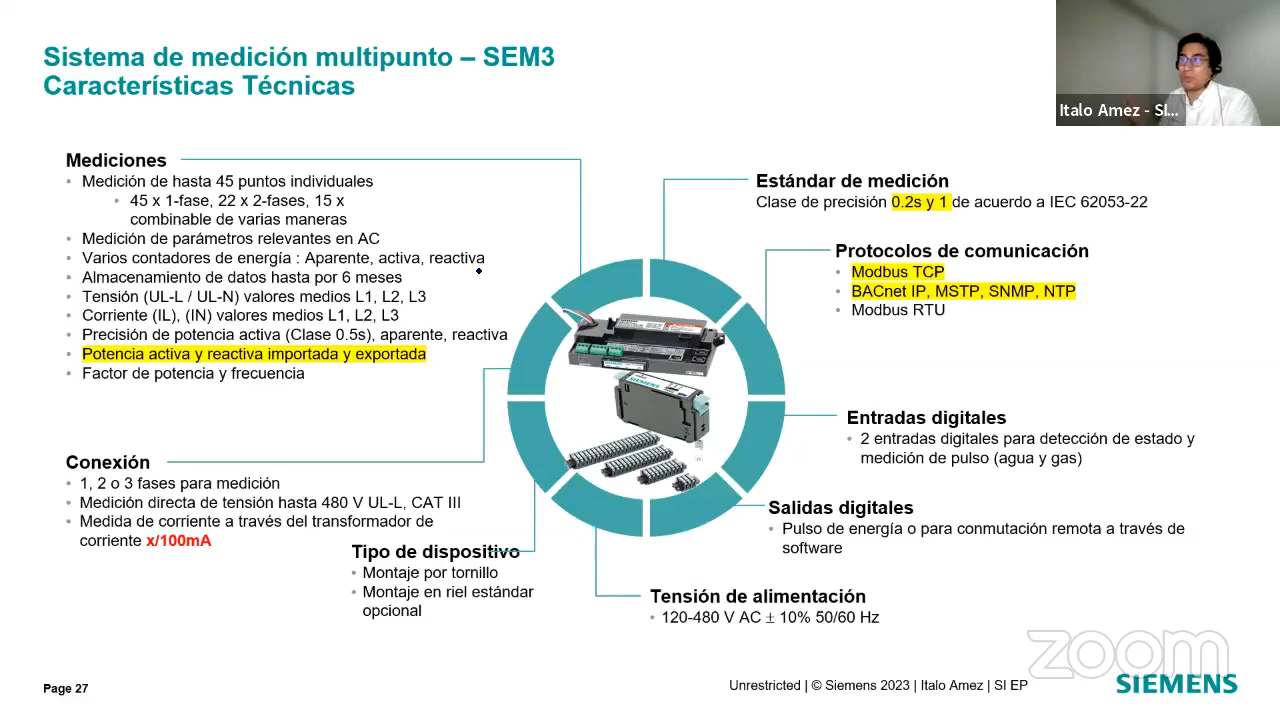 Sistema de medición multipunto – SEM3
Características Técnicas
Italo Amez - SI...
Mediciones
• Medición de hasta 45 puntos individuales
• 45 x 1-fase, 22 x 2-fases, 15 x
combinable de varias maneras
• Medición de parámetros relevantes en AC
• Varios contadores de energía : Aparente, activa, reactiva
• Almacenamiento de datos hasta por 6 meses
• Tensión (UL-L / UL-N) valores medios L1, L2, L3
• Corriente (IL), (IN) valores medios L1, L2, L3
• Precisión de potencia activa (Clase 0.5s), aparente, reactiva
• Potencia activa y reactiva importada y exportada
• Factor de potencia y frecuencia
Conexión
• 1, 2 o 3 fases para medición
• Medición directa de tensión hasta 480 V UL-L, CAT III
• Medida de corriente a través del transformador de
corriente x/100mA
Tipo de dispositivo
• Montaje por tornillo
• Montaje en riel estándar
opcional
Estándar de medición
Clase de precisión 0.2s y 1 de acuerdo a IEC 62053-22
Protocolos de comunicación
• Modbus TCP
• BACnet IP, MSTP, SNMP, NTP
• Modbus RTU
Entradas digitales
• 2 entradas digitales para detección de estado y
medición de pulso (agua y gas)
Salidas digitales
• Pulso de energía o para conmutación remota a través de
software
Tensión de alimentación
• 120-480 V AC ± 10% 50/60 Hz
SIEMENS
zoom
Page 27
Unrestricted | © Siemens 2023 | Italo Amez | SI EP
SIEMENS